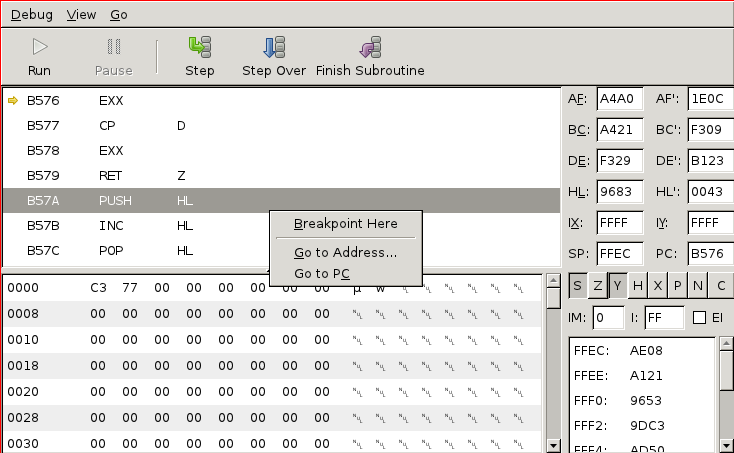 Debug View Go
Run Pause Step Step Over Finish Subroutine
B576 EXX
B577 CP D
B578 EXX
B579 RET Z
B57A PUSH HL
B57B INC HL
B57C POP HL
Breakpoint Here
Go to Address...
Go to PC
AF: A4A0 AF': 1E0C
BC: A421 BC': F309
DE: F329 DE': B123
HL: 9683 HL': 0043
IX: FFFF IY: FFFF
SP: FFEC PC: B576
S Z Y H X P N C
IM: 0 I: FF EI
0000 C3 77 00 00 00 00 00 00 w
0008 00 00 00 00 00 00 00 00
0010 00 00 00 00 00 00 00 00
0018 00 00 00 00 00 00 00 00
0020 00 00 00 00 00 00 00 00
0028 00 00 00 00 00 00 00 00
0030 00 00 00 00 00 00 00 00
FFEC: AE08
FFEE: A121
FFF0: 9653
FFF2: 9DC3
FFF4: AD50